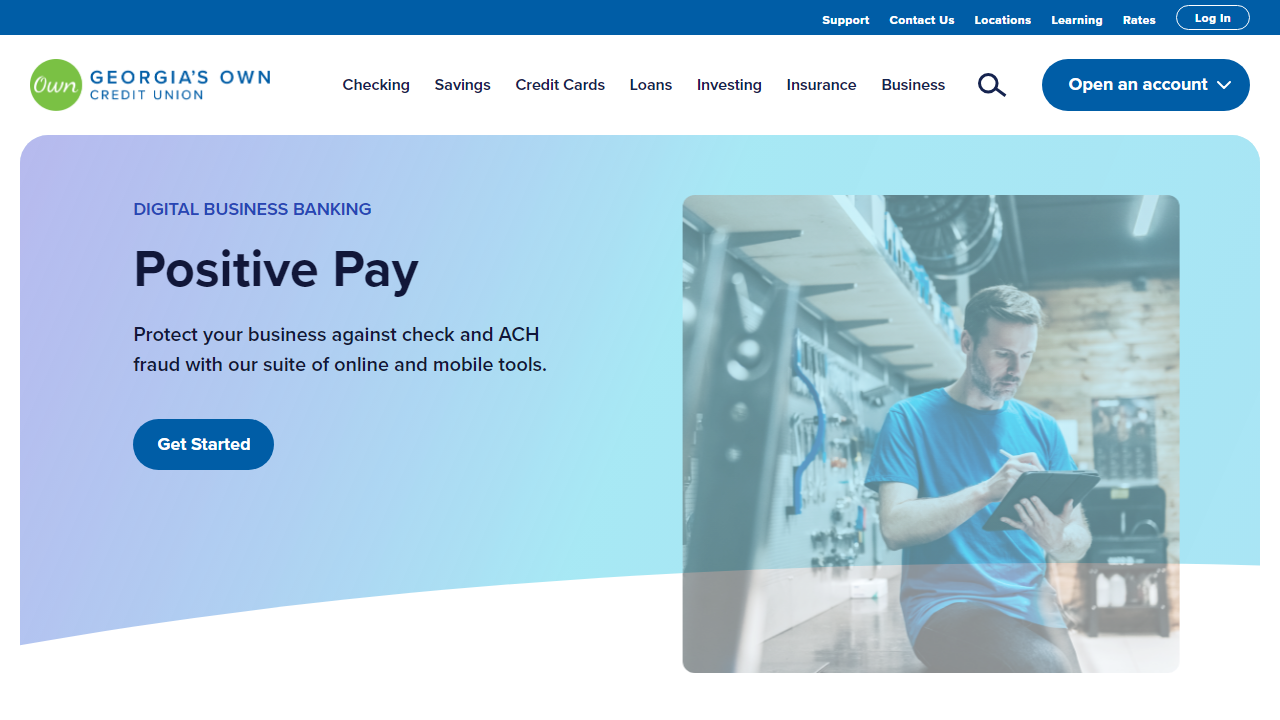 Support Contact Us Locations Learning Rates Log In
Own GEORGIA'S OWN
CREDIT UNION
Checking Savings Credit Cards Loans Investing Insurance Business Open an account
DIGITAL BUSINESS BANKING
Positive Pay
Protect your business against check and ACH
fraud with our suite of online and mobile tools.
Get Started